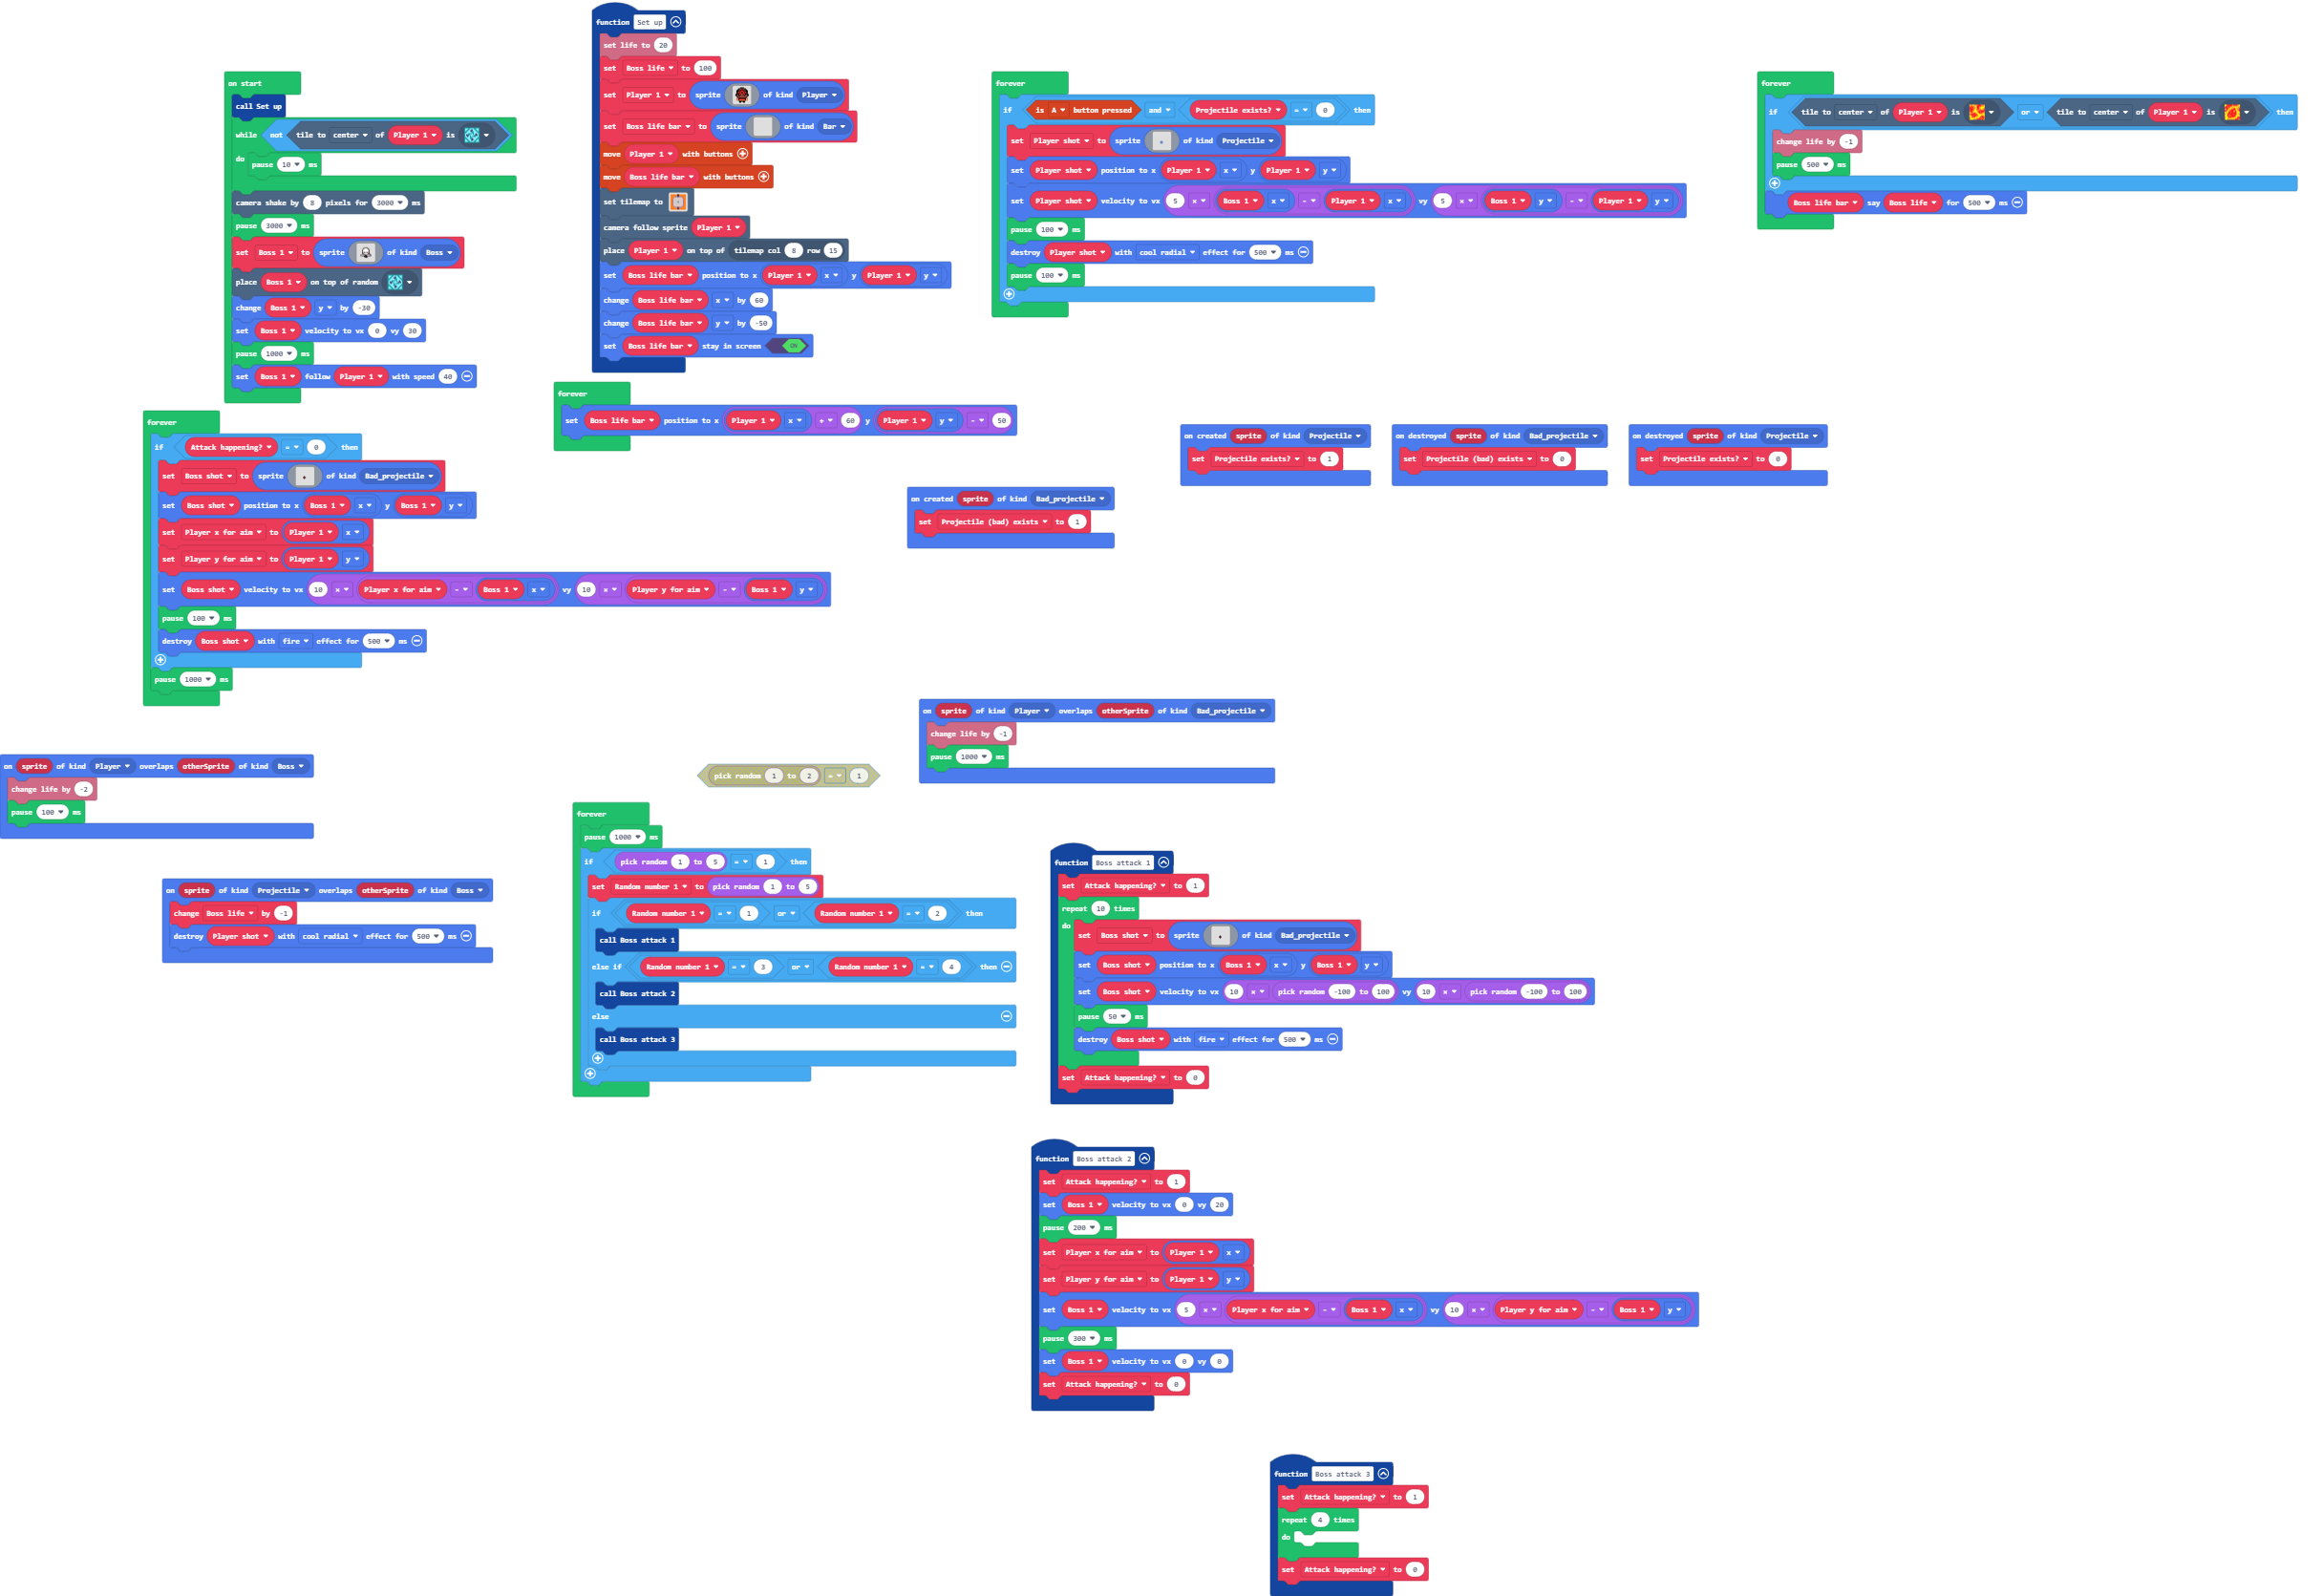 function Set up
set life to 20
set Boss life to 100
set Player 1 to sprite of kind Player
set Boss life bar to sprite of kind Bar
move Player 1 with buttons
move Boss life bar with buttons
set tilemap to
camera follow sprite Player 1
place Player 1 on top of tilemap col 8 row 15
set Boss life bar position to x Player 1 x y Player 1 y
change Boss life bar x by 60
change Boss life bar y by -50
set Boss life bar stay in screen ON
on start
call Set up
while not tile to center of Player 1 is
do
pause 10 ms
camera shake by 8 pixels for 3000 ms
pause 3000 ms
set Boss 1 to sprite of kind Boss
place Boss 1 on top of random
change Boss 1 y by -30
set Boss 1 velocity to vx 0 vy 30
pause 1000 ms
set Boss 1 follow Player 1 with speed 40
forever
if is A button pressed and Projectile exists? = 0 then
set Player shot to sprite of kind Projectile
set Player shot position to x Player 1 x y Player 1 y
set Player shot velocity to vx 5 × Boss 1 x - Player 1 x vy 5 × Boss 1 y - Player 1 y
pause 100 ms
destroy Player shot with cool radial effect for 500 ms
pause 100 ms
forever
if tile to center of Player 1 is or tile to center of Player 1 is then
change life by -1
pause 500 ms
Boss life bar say Boss life for 500 ms
forever
set Boss life bar position to x Player 1 x + 60 y Player 1 y - 50
forever
if Attack happening? = 0 then
set Boss shot to sprite of kind Bad_projectile
set Boss shot position to x Boss 1 x y Boss 1 y
set Player x for aim to Player 1 x
set Player y for aim to Player 1 y
set Boss shot velocity to vx 10 × Player x for aim - Boss 1 x vy 10 × Player y for aim - Boss 1 y
pause 100 ms
destroy Boss shot with fire effect for 500 ms
pause 1000 ms
on created sprite of kind Projectile
set Projectile exists? to 1
on destroyed sprite of kind Bad_projectile
set Projectile (bad) exists to 0
on destroyed sprite of kind Projectile
set Projectile exists? to 0
on created sprite of kind Bad_projectile
set Projectile (bad) exists to 1
on sprite of kind Player overlaps otherSprite of kind Bad_projectile
change life by -1
pause 1000 ms
on sprite of kind Player overlaps otherSprite of kind Boss
change life by -2
pause 100 ms
pick random 1 to 2 = 1
on sprite of kind Projectile overlaps otherSprite of kind Boss
change Boss life by -1
destroy Player shot with cool radial effect for 500 ms
forever
pause 1000 ms
if pick random 1 to 5 = 1 then
set Random number 1 to pick random 1 to 5
if Random number 1 = 1 or Random number 1 = 2 then
call Boss attack 1
else if Random number 1 = 3 or Random number 1 = 4 then
call Boss attack 2
else
call Boss attack 3
function Boss attack 1
set Attack happening? to 1
repeat 10 times
do
set Boss shot to sprite of kind Bad_projectile
set Boss shot position to x Boss 1 x y Boss 1 y
set Boss shot velocity to vx 10 × pick random -100 to 100 vy 10 × pick random -100 to 100
pause 50 ms
destroy Boss shot with fire effect for 500 ms
set Attack happening? to 0
function Boss attack 2
set Attack happening? to 1
set Boss 1 velocity to vx 0 vy 20
pause 200 ms
set Player x for aim to Player 1 x
set Player y for aim to Player 1 y
set Boss 1 velocity to vx 5 × Player x for aim - Boss 1 x vy 10 × Player y for aim - Boss 1 y
pause 300 ms
set Boss 1 velocity to vx 0 vy 0
set Attack happening? to 0
function Boss attack 3
set Attack happening? to 1
repeat 4 times
do
set Attack happening? to 0